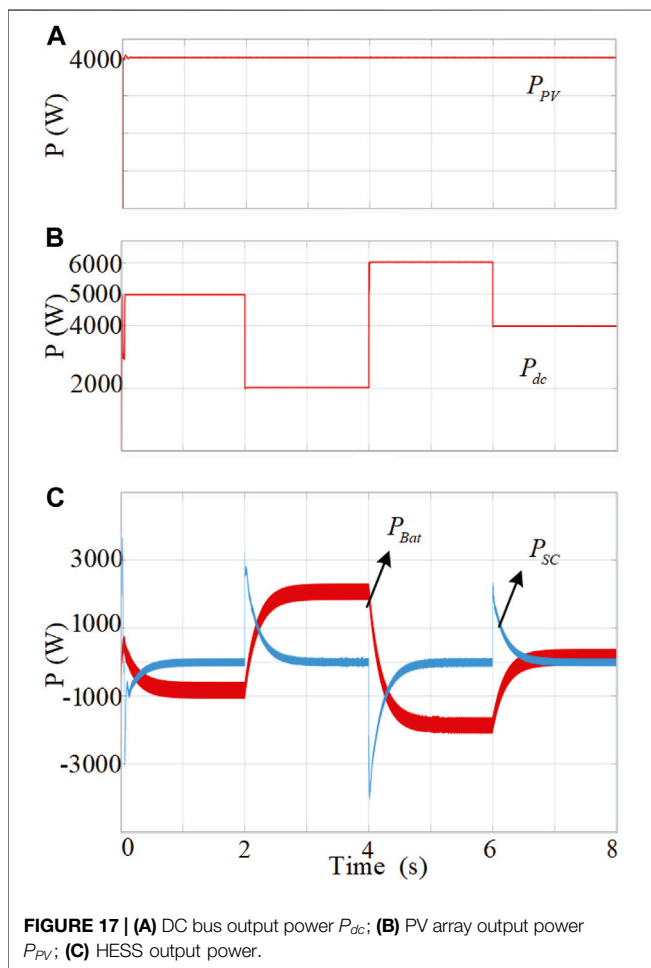 A
4000
P (W)
P_PV
B
6000
5000
4000
2000
P (W)
P_dc
C
3000
1000
-1000
-3000
P (W)
P_Bat
P_SC
0 2 4 6 8
Time (s)
FIGURE 17 | (A) DC bus output power P_dc; (B) PV array output power
P_PV; (C) HESS output power.